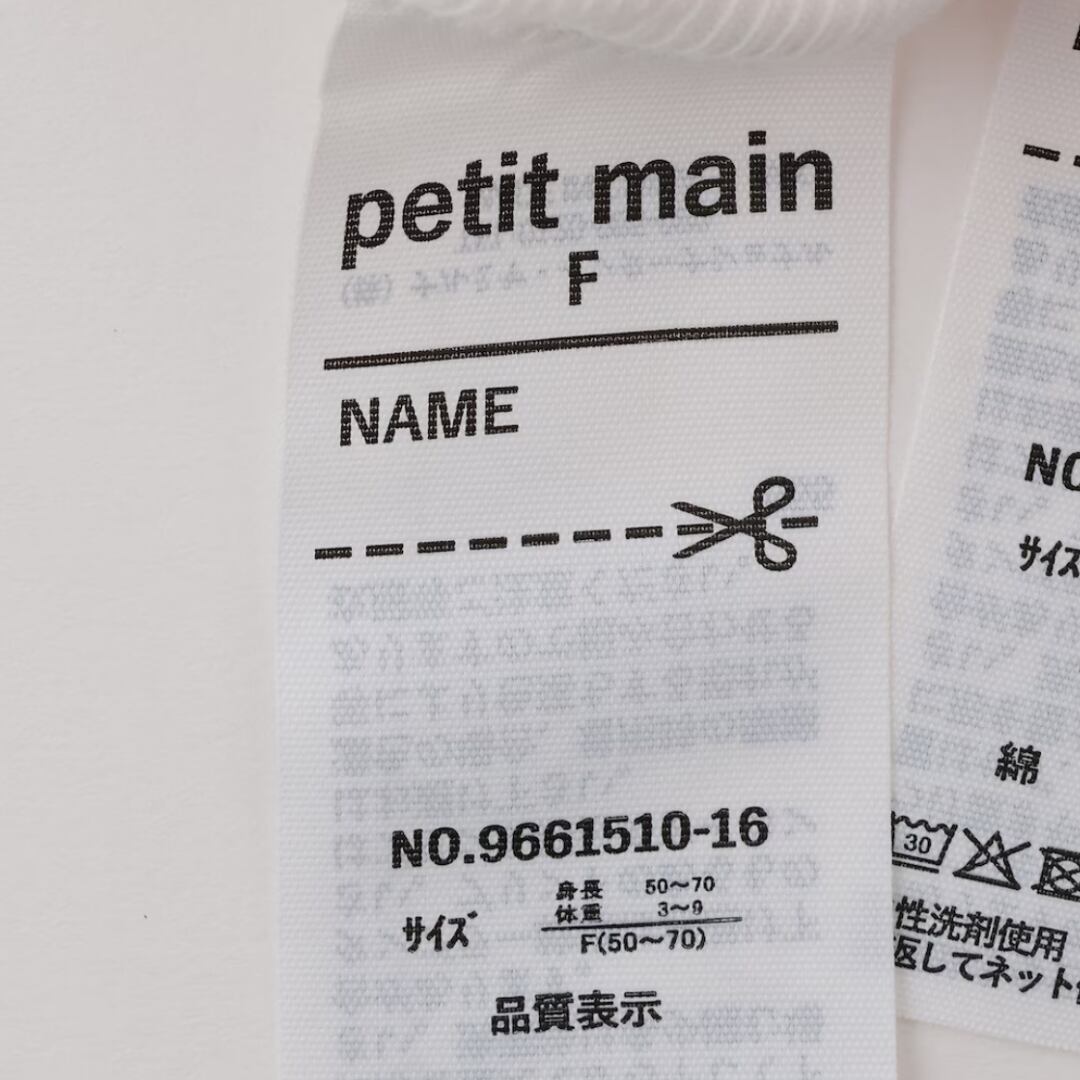 petit main
F
NAME
NO.9661510-16
身長 50~70
体重 3~9
サイズ F(50~70)
品質表示
NO
サイズ
綿
30
性洗剤使用
返してネット